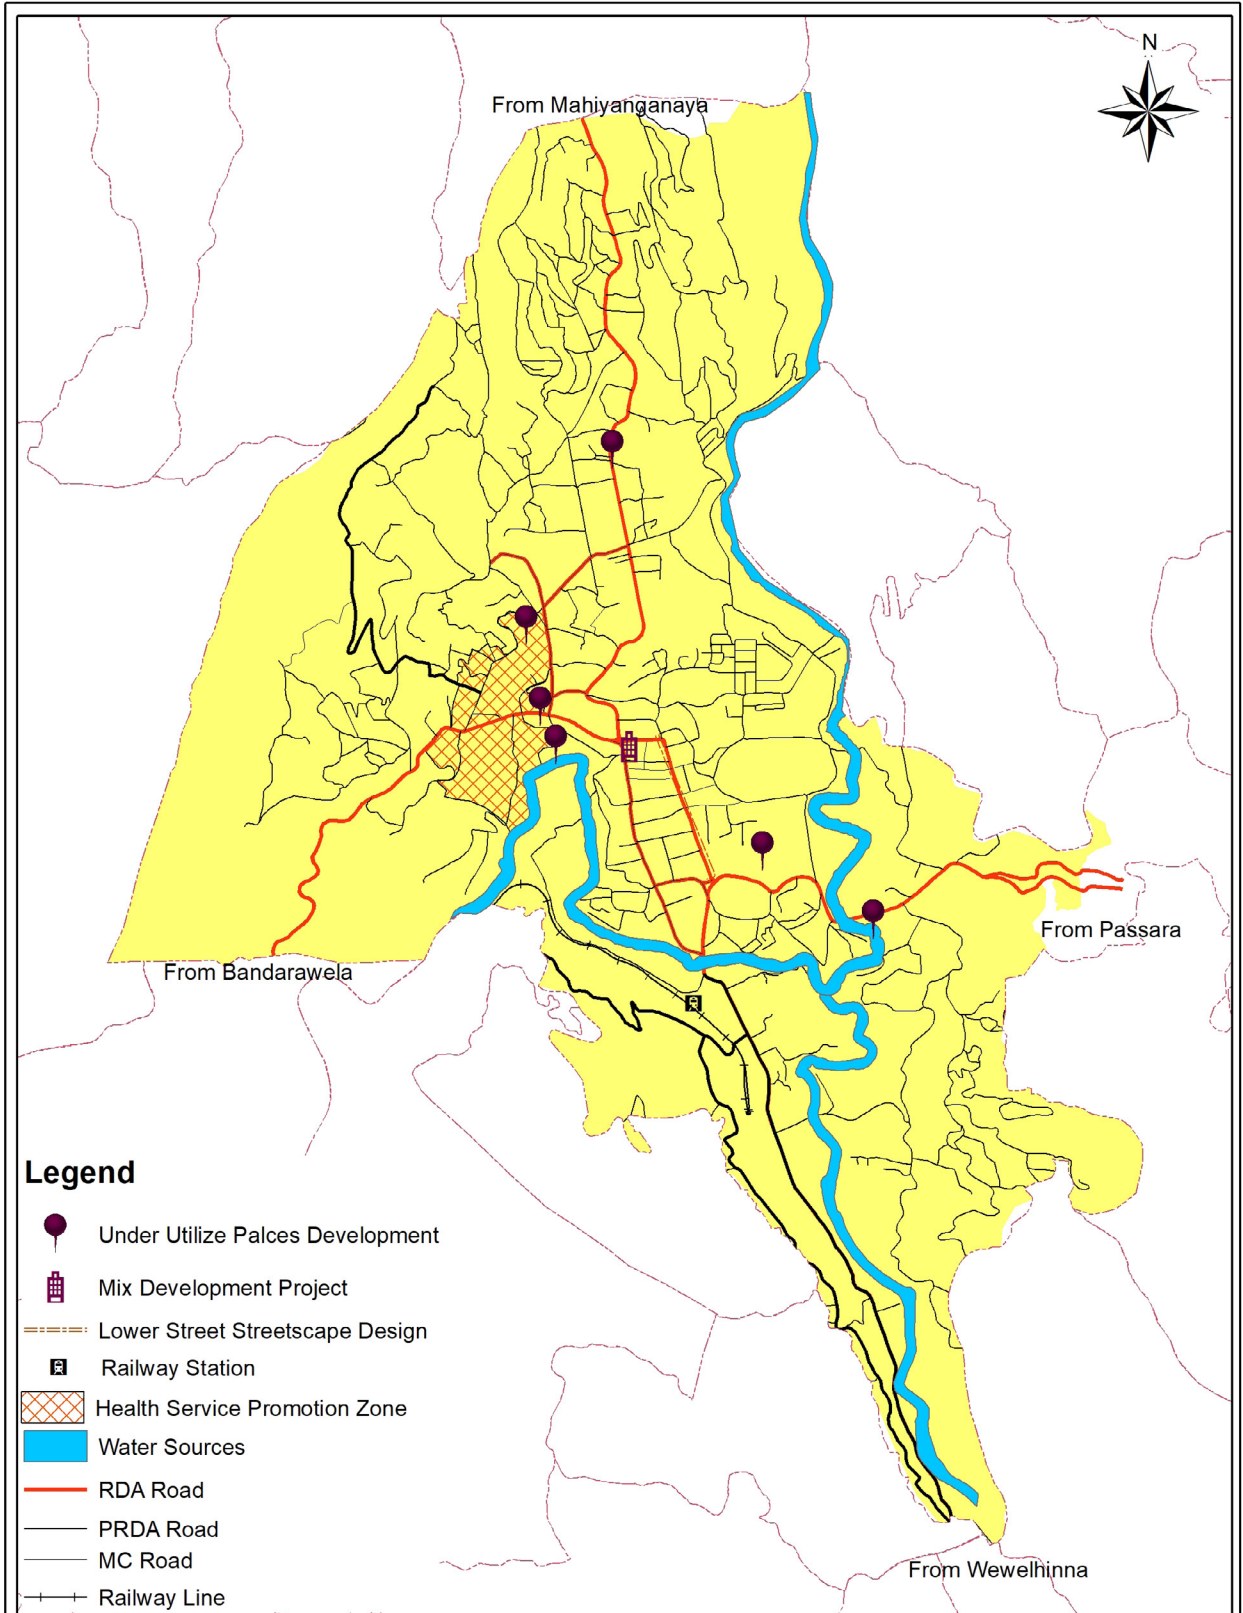 N
From Mahiyanganaya
From Passara
From Bandarawela
Legend
Under Utilize Palces Development
Mix Development Project
Lower Street Streetscape Design
Railway Station
Health Service Promotion Zone
Water Sources
RDA Road
PRDA Road
MC Road
Railway Line
From Wewelhinna